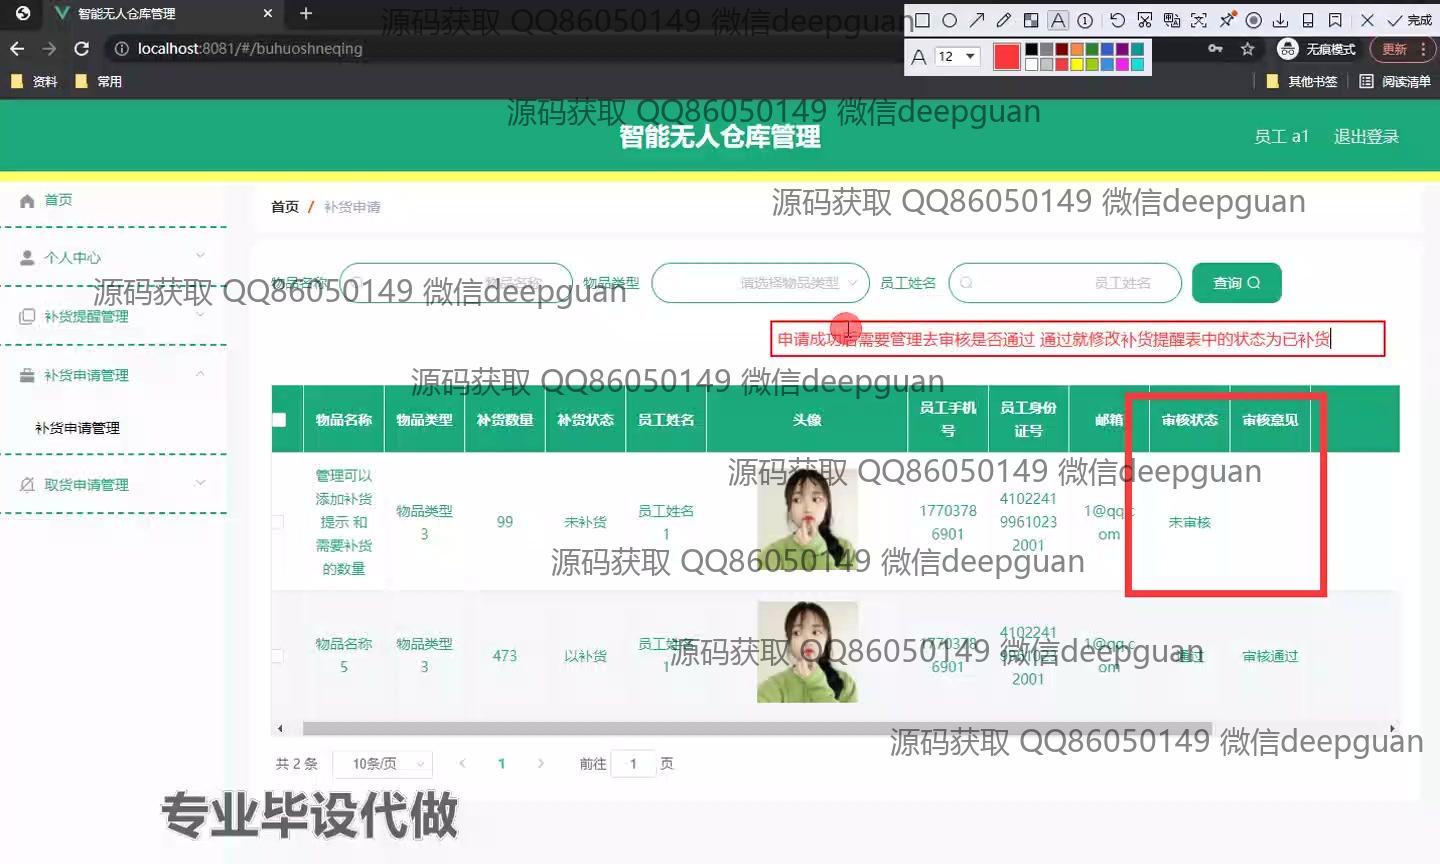 智能无人仓库管理
源码获取 QQ86050149 微信deepguan
12
完成
localhost:8081/#/buhuoshneqing
无痕模式
更新
资料
常用
其他书签
阅读清单
源码获取 QQ86050149 微信deepguan
智能无人仓库管理
员工 a1
退出登录
首页
首页 / 补货申请
源码获取 QQ86050149 微信deepguan
个人中心
物品名称
物品名称
物品类型
请选择物品类型
员工姓名
员工姓名
查询
源码获取 QQ86050149 微信deepguan
补货提醒管理
申请成功后需要管理去审核是否通过 通过就修改补货提醒表中的状态为已补货
补货申请管理
源码获取 QQ86050149 微信deepguan
补货申请管理
取货申请管理
物品名称
物品类型
补货数量
补货状态
员工姓名
头像
员工手机
号
员工身份
证号
邮箱
审核状态
审核意见
源码获取 QQ86050149 微信deepguan
管理可以
添加补货
提示 和
需要补货
的数量
物品类型
3
99
未补货
员工姓名
1
1770378
6901
4102241
9961023
2001
1@qq.c
om
未审核
源码获取 QQ86050149 微信deepguan
物品名称
5
物品类型
3
473
以补货
员工姓名
1
1770378
6901
4102241
9961023
2001
1@qq.c
om
通过
审核通过
源码获取 QQ86050149 微信deepguan
源码获取 QQ86050149 微信deepguan
共 2 条
10条/页
1
前往 1 页
专业毕设代做